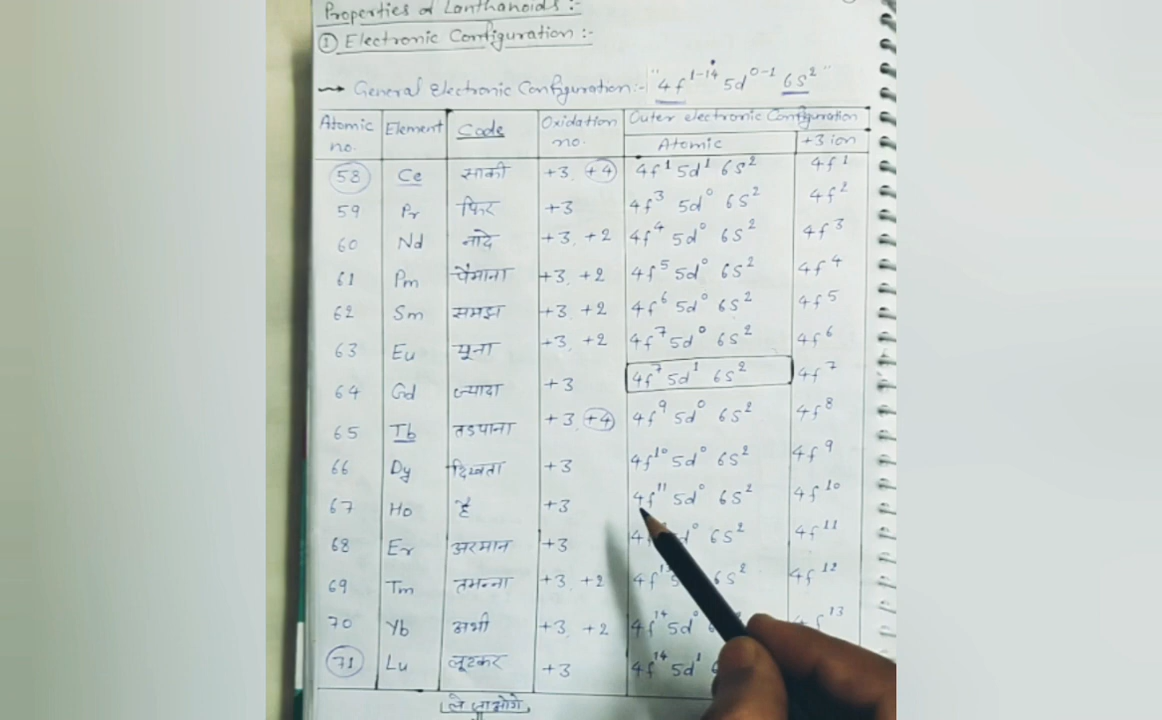 Properties of Lanthanoids :-
① Electronic Configuration :-
→ General Electronic Configuration:- "4f¹⁻¹⁴ 5d⁰⁻¹ 6s²"
Atomic no. Element Code Oxidation no. Outer electronic Configuration
Atomic +3 ion
58 Ce साकी +3, +4 4f¹ 5d¹ 6s² 4f¹
59 Pr फिर +3 4f³ 5d⁰ 6s² 4f²
60 Nd नादे +3, +2 4f⁴ 5d⁰ 6s² 4f³
61 Pm पैंमाना +3, +2 4f⁵ 5d⁰ 6s² 4f⁴
62 Sm समझ +3, +2 4f⁶ 5d⁰ 6s² 4f⁵
63 Eu यूना +3, +2 4f⁷ 5d⁰ 6s² 4f⁶
64 Gd ज्यादा +3 4f⁷ 5d¹ 6s² 4f⁷
65 Tb तडपाना +3, +4 4f⁹ 5d⁰ 6s² 4f⁸
66 Dy दिखता +3 4f¹⁰ 5d⁰ 6s² 4f⁹
67 Ho है +3 4f¹¹ 5d⁰ 6s² 4f¹⁰
68 Er अरमान +3 6s² 4f¹¹
69 Tm तमन्ना +3, +2 6s² 4f¹²
70 Yb अभी +3, +2 4f¹⁴ 5d⁰ 4f¹³
71 Lu लूटकर +3 4f¹⁴ 5d¹
ले जाओगे,